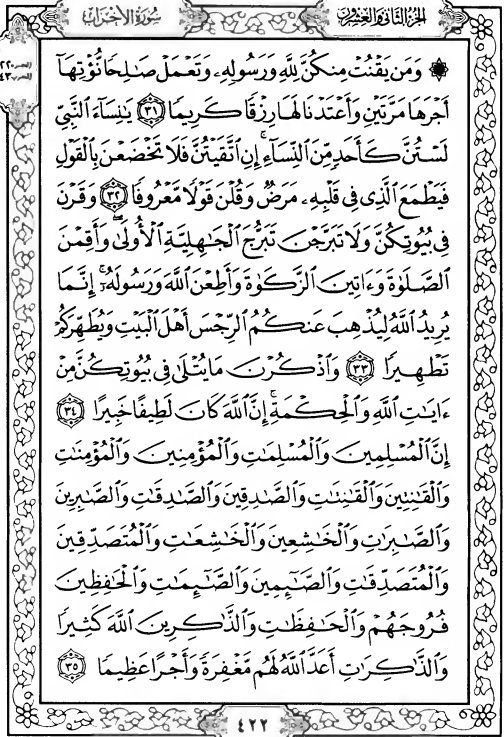 الجزء الثاني والعشرون
سورة الأحزاب
۞ وَمَن يَقْنُتْ مِنكُنَّ لِلَّهِ وَرَسُولِهِۦ وَتَعْمَلْ صَٰلِحًا نُّؤْتِهَآ
أَجْرَهَا مَرَّتَيْنِ وَأَعْتَدْنَا لَهَا رِزْقًا كَرِيمًا ٣١ يَٰنِسَآءَ ٱلنَّبِيِّ
لَسْتُنَّ كَأَحَدٍ مِّنَ ٱلنِّسَآءِ ۚ إِنِ ٱتَّقَيْتُنَّ فَلَا تَخْضَعْنَ بِٱلْقَوْلِ
فَيَطْمَعَ ٱلَّذِى فِى قَلْبِهِۦ مَرَضٌ وَقُلْنَ قَوْلًا مَّعْرُوفًا ٣٢ وَقَرْنَ
فِى بُيُوتِكُنَّ وَلَا تَبَرَّجْنَ تَبَرُّجَ ٱلْجَٰهِلِيَّةِ ٱلْأُولَىٰ ۖ وَأَقِمْنَ
ٱلصَّلَوٰةَ وَءَاتِينَ ٱلزَّكَوٰةَ وَأَطِعْنَ ٱللَّهَ وَرَسُولَهُۥٓ ۚ إِنَّمَا
يُرِيدُ ٱللَّهُ لِيُذْهِبَ عَنكُمُ ٱلرِّجْسَ أَهْلَ ٱلْبَيْتِ وَيُطَهِّرَكُمْ
تَطْهِيرًا ٣٣ وَٱذْكُرْنَ مَا يُتْلَىٰ فِى بُيُوتِكُنَّ مِنْ
ءَايَٰتِ ٱللَّهِ وَٱلْحِكْمَةِ ۚ إِنَّ ٱللَّهَ كَانَ لَطِيفًا خَبِيرًا ٣٤
إِنَّ ٱلْمُسْلِمِينَ وَٱلْمُسْلِمَٰتِ وَٱلْمُؤْمِنِينَ وَٱلْمُؤْمِنَٰتِ
وَٱلْقَٰنِتِينَ وَٱلْقَٰنِتَٰتِ وَٱلصَّٰدِقِينَ وَٱلصَّٰدِقَٰتِ وَٱلصَّٰبِرِينَ
وَٱلصَّٰبِرَٰتِ وَٱلْخَٰشِعِينَ وَٱلْخَٰشِعَٰتِ وَٱلْمُتَصَدِّقِينَ
وَٱلْمُتَصَدِّقَٰتِ وَٱلصَّٰٓئِمِينَ وَٱلصَّٰٓئِمَٰتِ وَٱلْحَٰفِظِينَ
فُرُوجَهُمْ وَٱلْحَٰفِظَٰتِ وَٱلذَّٰكِرِينَ ٱللَّهَ كَثِيرًا
وَٱلذَّٰكِرَٰتِ أَعَدَّ ٱللَّهُ لَهُم مَّغْفِرَةً وَأَجْرًا عَظِيمًا ٣٥
٤٢٢